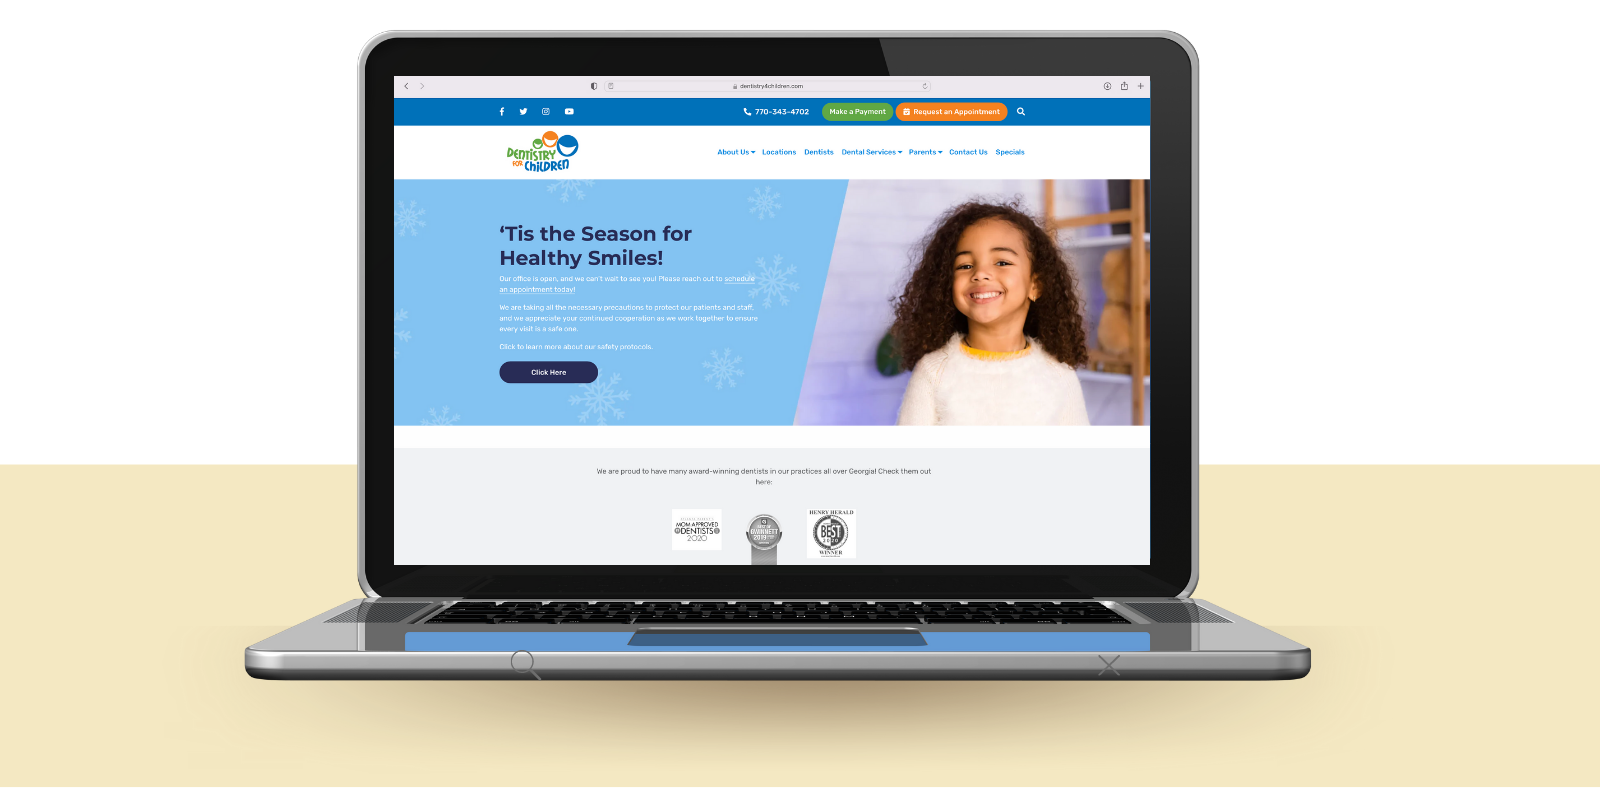 dentistry4children.com
770-343-4702
Make a Payment
Request an Appointment
DENTISTRY
FOR CHILDREN
About Us
Locations
Dentists
Dental Services
Parents
Contact Us
Specials
‘Tis the Season for
Healthy Smiles!
Our office is open, and we can't wait to see you! Please reach out to schedule
an appointment today!
We are taking all the necessary precautions to protect our patients and staff,
and we appreciate your continued cooperation as we work together to ensure
every visit is a safe one.
Click to learn more about our safety protocols.
Click Here
We are proud to have many award-winning dentists in our practices all over Georgia! Check them out
here:
MOM APPROVED
DENTISTS
2020
BEST OF
GWINNETT
2019
HENRY HERALD
BEST
2020
WINNER